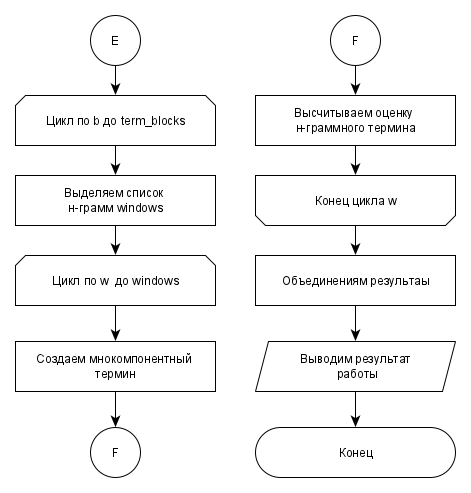 E
Цикл по b до term_blocks
Выделяем список
н-грамм windows
Цикл по w до windows
Создаем мнокомпонентный
термин
F
F
Высчитываем оценку
н-граммного термина
Конец цикла w
Объединениям результаы
Выводим результат
работы
Конец